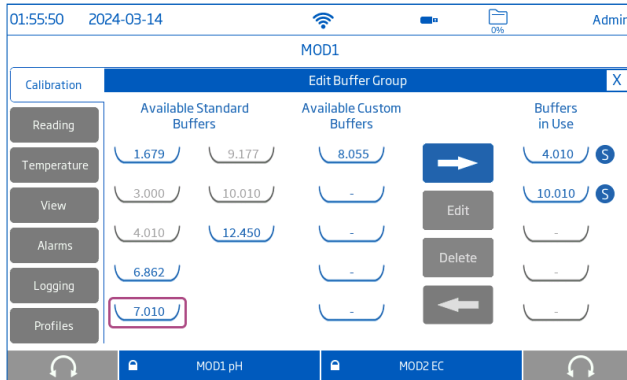 01:55:50 2024-03-14 0% Admin
MOD1
Calibration Edit Buffer Group X
Available Standard Buffers Available Custom Buffers Buffers in Use
Reading
1.679 9.177 8.055 4.010 S
Temperature
3.000 10.010 - 10.010 S
View Edit
4.010 12.450 - -
Alarms Delete
6.862 - -
Logging
7.010 - -
Profiles
MOD1 pH MOD2 EC